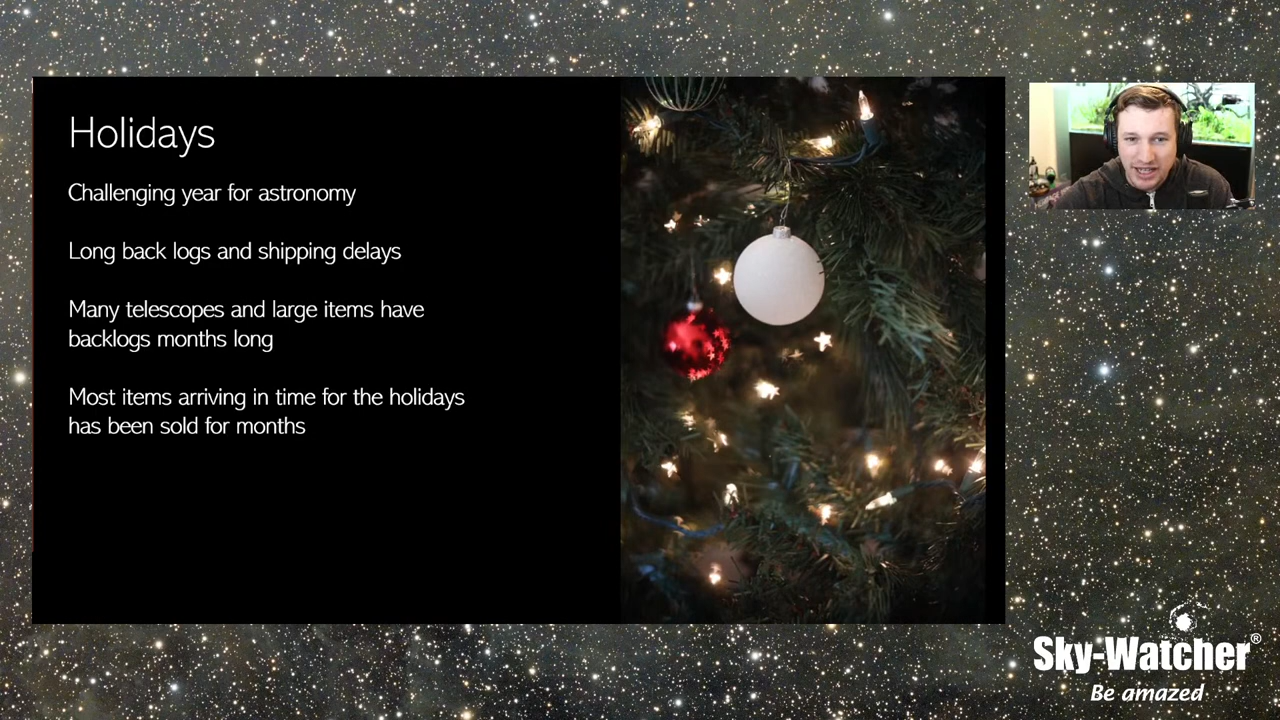 Holidays
Challenging year for astronomy
Long back logs and shipping delays
Many telescopes and large items have
backlogs months long
Most items arriving in time for the holidays
has been sold for months
Sky-Watcher®
Be amazed